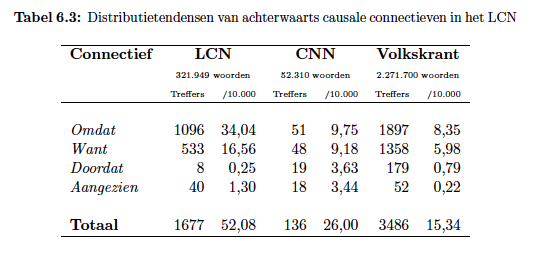 Tabel 6.3: Distributietendensen van achterwaarts causale connectieven in het LCN
Connectief LCN CNN Volkskrant
321.949 woorden 52.310 woorden 2.271.700 woorden
Treffers /10.000 Treffers /10.000 Treffers /10.000
Omdat 1096 34,04 51 9,75 1897 8,35
Want 533 16,56 48 9,18 1358 5,98
Doordat 8 0,25 19 3,63 179 0,79
Aangezien 40 1,30 18 3,44 52 0,22
Totaal 1677 52,08 136 26,00 3486 15,34